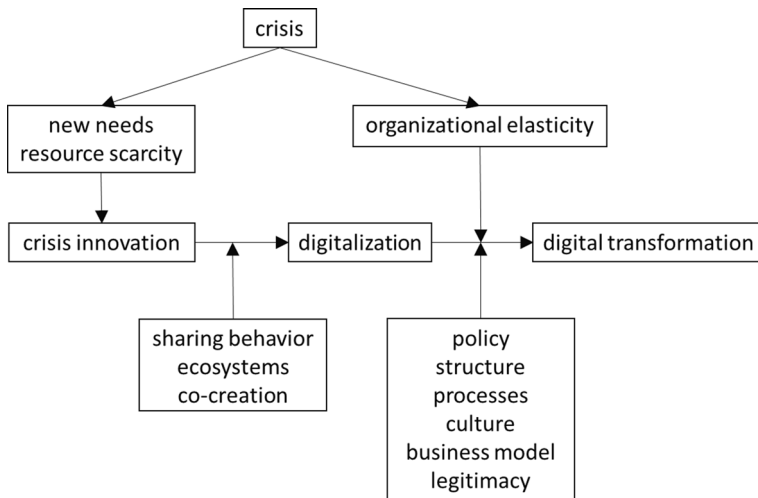 crisis
new needs
resource scarcity
organizational elasticity
crisis innovation
digitalization
digital transformation
sharing behavior
ecosystems
co-creation
policy
structure
processes
culture
business model
legitimacy